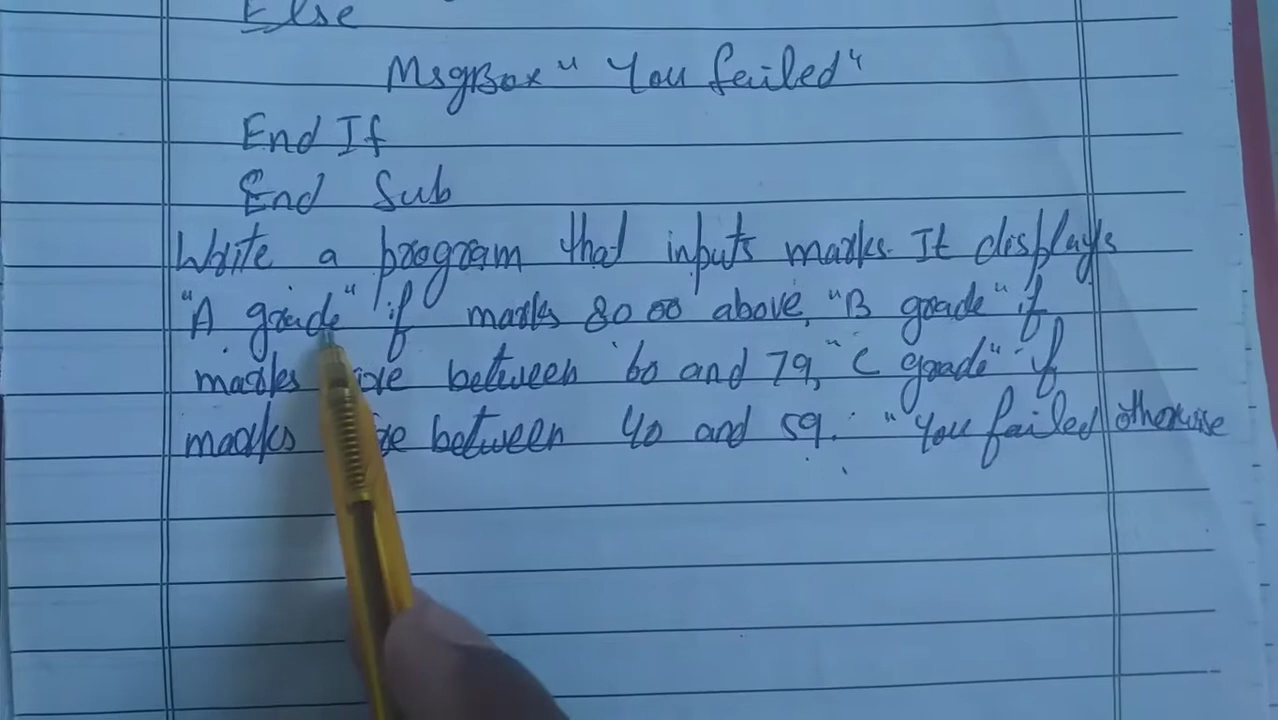 Else
MsgBox "You failed"
End If
End Sub
Write a program that inputs marks. It displays
"A grade" if marks 80 or above, "B grade" if
marks are between 60 and 79, "C grade" if
marks are between 40 and 59. "You failed otherwise